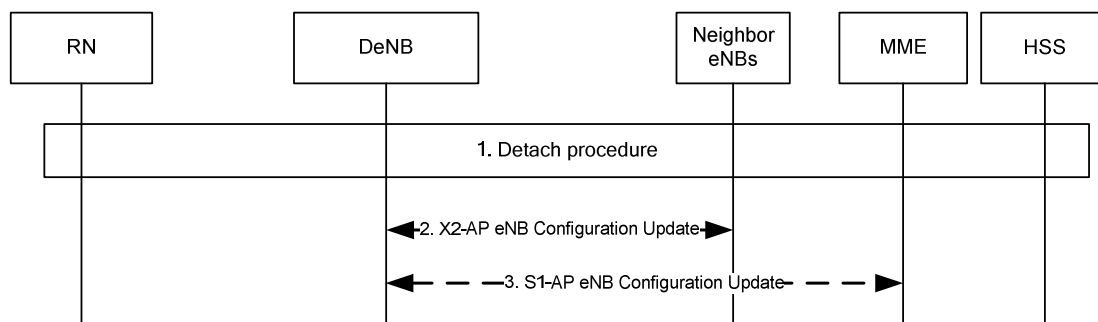 RN
DeNB
Neighbor
eNBs
MME
HSS
1. Detach procedure
2. X2-AP eNB Configuration Update
3. S1-AP eNB Configuration Update